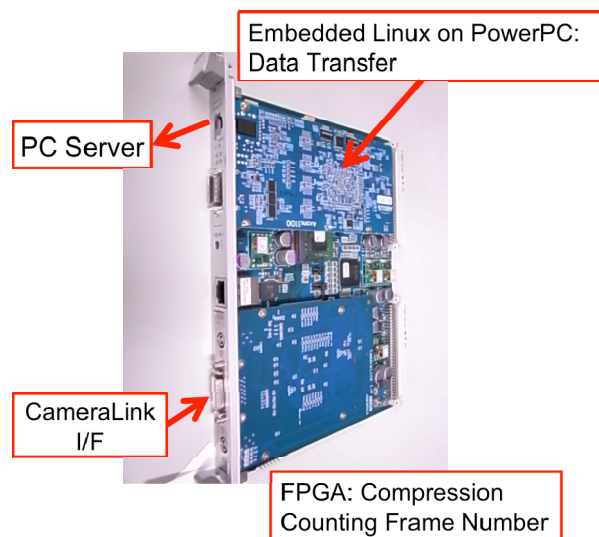 Embedded Linux on PowerPC:
Data Transfer
PC Server
CameraLink
I/F
FPGA: Compression
Counting Frame Number